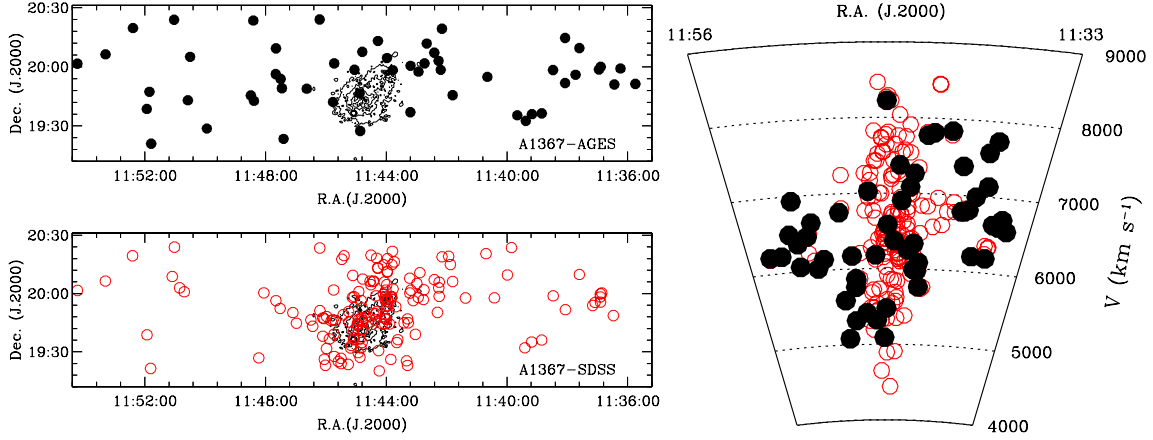 20:30
20:00
19:30
Dec. (J.2000)
A1367-AGES
11:52:00 11:48:00 11:44:00 11:40:00 11:36:00
R.A.(J.2000)
20:30
20:00
19:30
Dec. (J.2000)
A1367-SDSS
11:52:00 11:48:00 11:44:00 11:40:00 11:36:00
R.A.(J.2000)
R.A. (J.2000)
11:56 11:33
9000
8000
7000
6000
5000
4000
V (km s⁻¹)